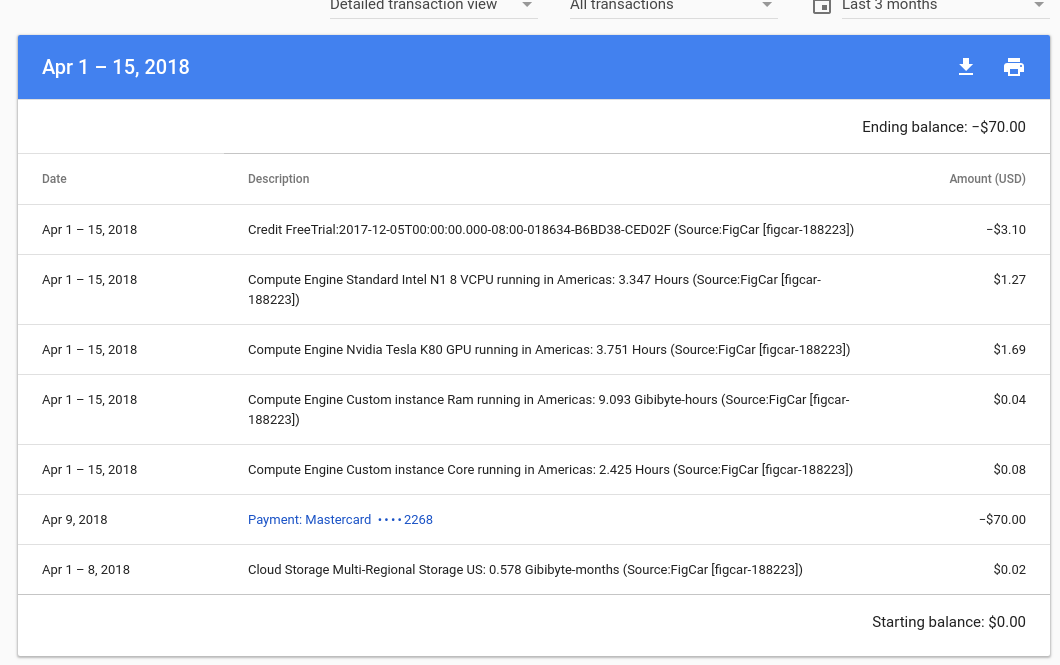 Detailed transaction view All transactions Last 3 months
Apr 1 – 15, 2018
Ending balance: −$70.00
Date Description Amount (USD)
Apr 1 – 15, 2018 Credit FreeTrial:2017-12-05T00:00:00.000-08:00-018634-B6BD38-CED02F (Source:FigCar [figcar-188223]) −$3.10
Apr 1 – 15, 2018 Compute Engine Standard Intel N1 8 VCPU running in Americas: 3.347 Hours (Source:FigCar [figcar- $1.27
188223])
Apr 1 – 15, 2018 Compute Engine Nvidia Tesla K80 GPU running in Americas: 3.751 Hours (Source:FigCar [figcar-188223]) $1.69
Apr 1 – 15, 2018 Compute Engine Custom instance Ram running in Americas: 9.093 Gibibyte-hours (Source:FigCar [figcar- $0.04
188223])
Apr 1 – 15, 2018 Compute Engine Custom instance Core running in Americas: 2.425 Hours (Source:FigCar [figcar-188223]) $0.08
Apr 9, 2018 Payment: Mastercard ••••2268 −$70.00
Apr 1 – 8, 2018 Cloud Storage Multi-Regional Storage US: 0.578 Gibibyte-months (Source:FigCar [figcar-188223]) $0.02
Starting balance: $0.00